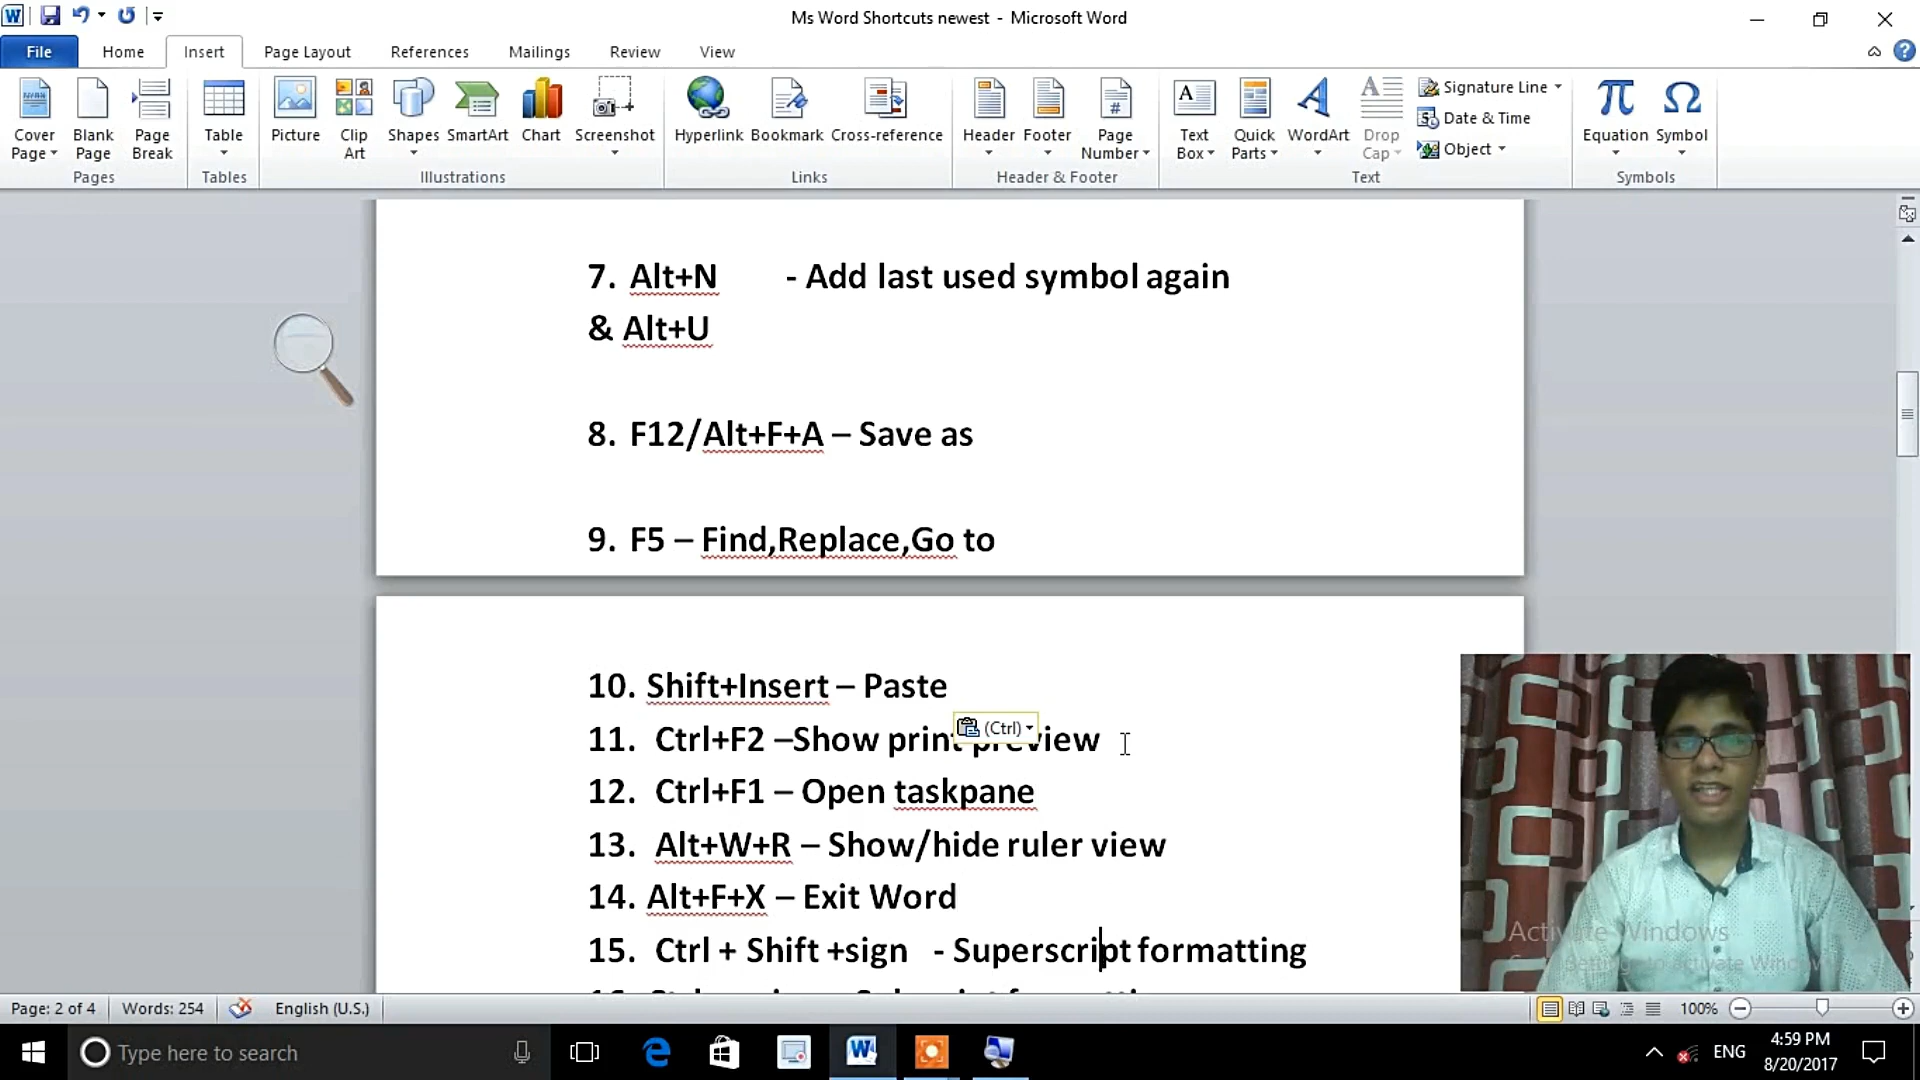 Ms Word Shortcuts newest - Microsoft Word
File Home Insert Page Layout References Mailings Review View
Cover Page
Blank Page
Page Break
Table
Picture
Clip Art
Shapes
SmartArt
Chart
Screenshot
Hyperlink
Bookmark
Cross-reference
Header
Footer
Page Number
Text Box
Quick Parts
WordArt
Drop Cap
Signature Line
Date & Time
Object
Equation
Symbol
Pages Tables Illustrations Links Header & Footer Text Symbols
7. Alt+N - Add last used symbol again
& Alt+U
8. F12/Alt+F+A – Save as
9. F5 – Find,Replace,Go to
10. Shift+Insert – Paste
(Ctrl)
11. Ctrl+F2 –Show print preview
12. Ctrl+F1 – Open taskpane
13. Alt+W+R – Show/hide ruler view
14. Alt+F+X – Exit Word
15. Ctrl + Shift +sign - Superscript formatting
Activate Windows
Page: 2 of 4 Words: 254 English (U.S.) 100%
Type here to search
ENG
4:59 PM
8/20/2017